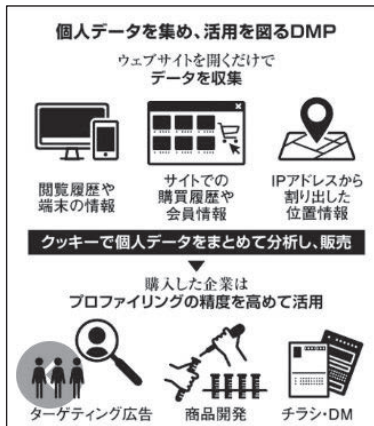 個人データを集め、活用を図るDMP
ウェブサイトを開くだけで
データを収集
閲覧履歴や
端末の情報
サイトでの
購買履歴や
会員情報
IPアドレスから
割り出した
位置情報
クッキーで個人データをまとめて分析し、販売
購入した企業は
プロファイリングの精度を高めて活用
ターゲティング広告
商品開発
チラシ・DM